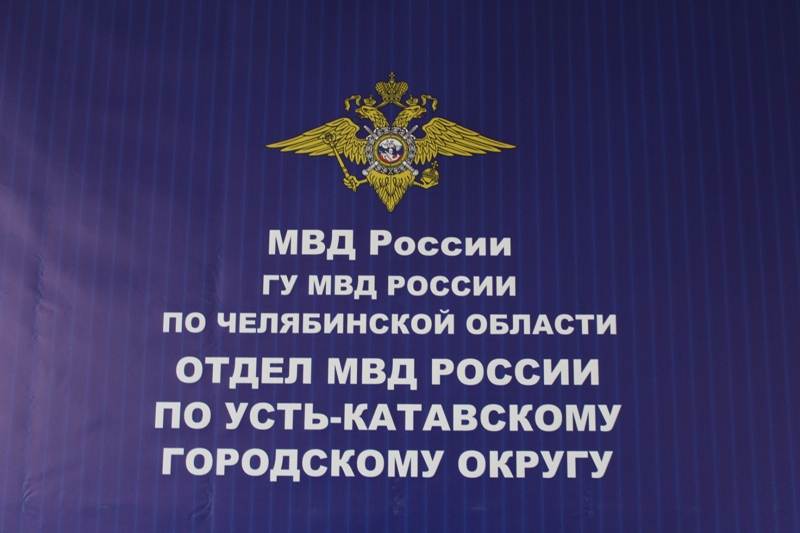 МВД России
ГУ МВД РОССИИ
ПО ЧЕЛЯБИНСКОЙ ОБЛАСТИ
ОТДЕЛ МВД РОССИИ
ПО УСТЬ-КАТАВСКОМУ
ГОРОДСКОМУ ОКРУГУ